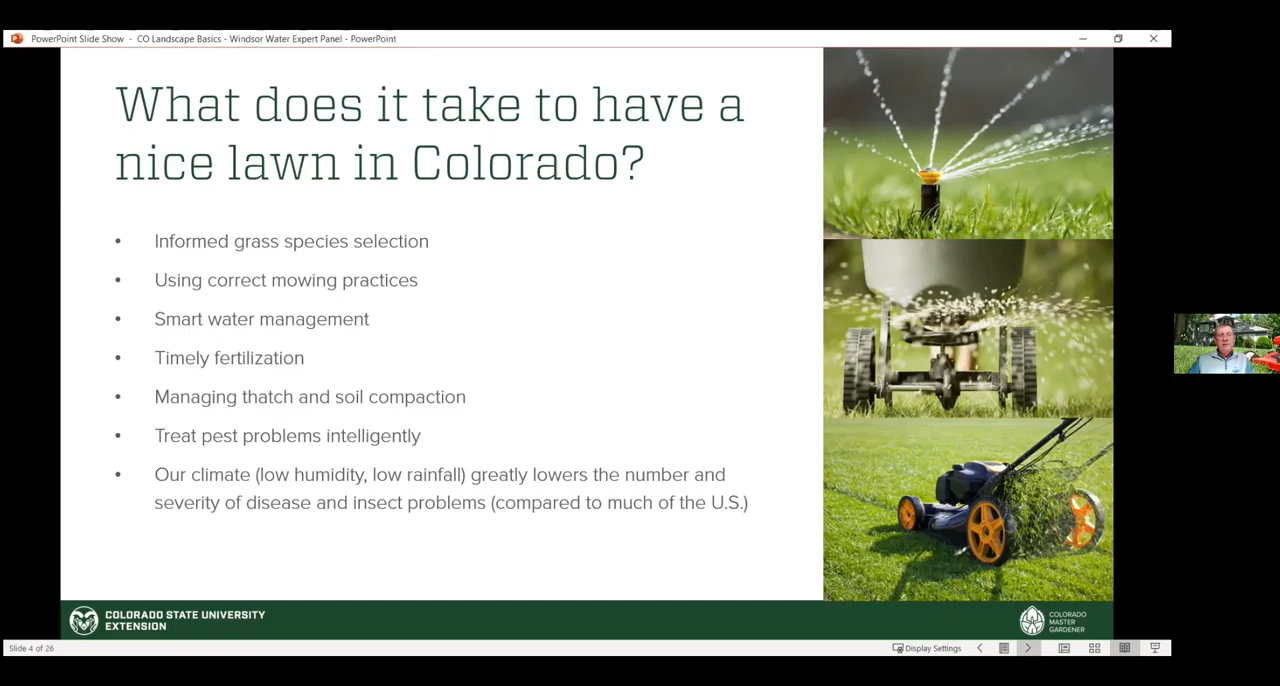 PowerPoint Slide Show - CO Landscape Basics - Windsor Water Expert Panel - PowerPoint
What does it take to have a
nice lawn in Colorado?
• Informed grass species selection
• Using correct mowing practices
• Smart water management
• Timely fertilization
• Managing thatch and soil compaction
• Treat pest problems intelligently
• Our climate (low humidity, low rainfall) greatly lowers the number and
severity of disease and insect problems (compared to much of the U.S.)
COLORADO STATE UNIVERSITY
EXTENSION
COLORADO
MASTER
GARDENER
Slide 4 of 26
Display Settings